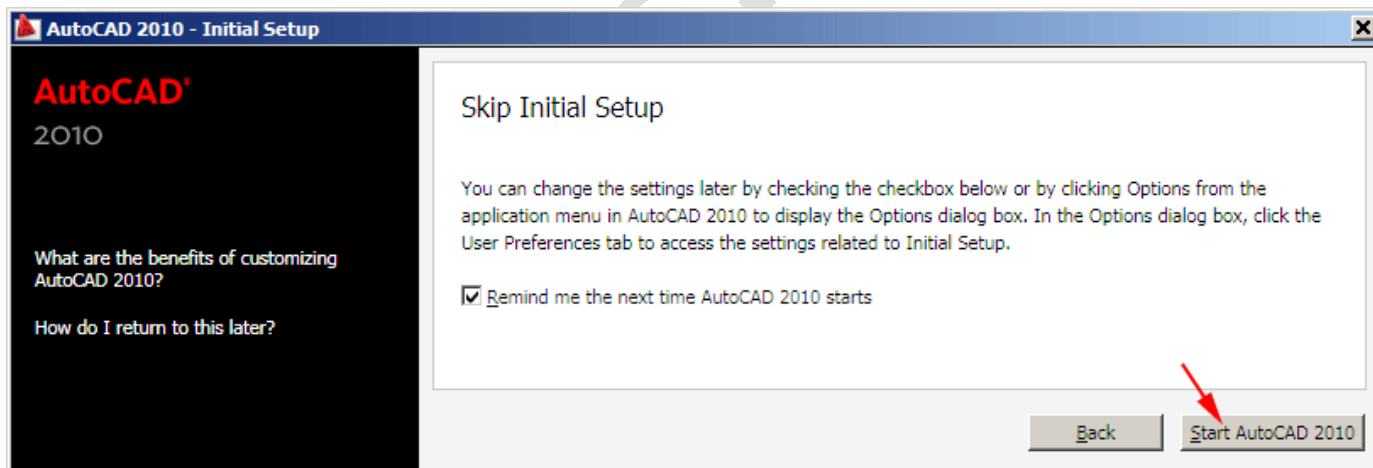 AutoCAD 2010 - Initial Setup
AutoCAD®
2010
What are the benefits of customizing
AutoCAD 2010?
How do I return to this later?
Skip Initial Setup
You can change the settings later by checking the checkbox below or by clicking Options from the
application menu in AutoCAD 2010 to display the Options dialog box. In the Options dialog box, click the
User Preferences tab to access the settings related to Initial Setup.
Remind me the next time AutoCAD 2010 starts
Back
Start AutoCAD 2010